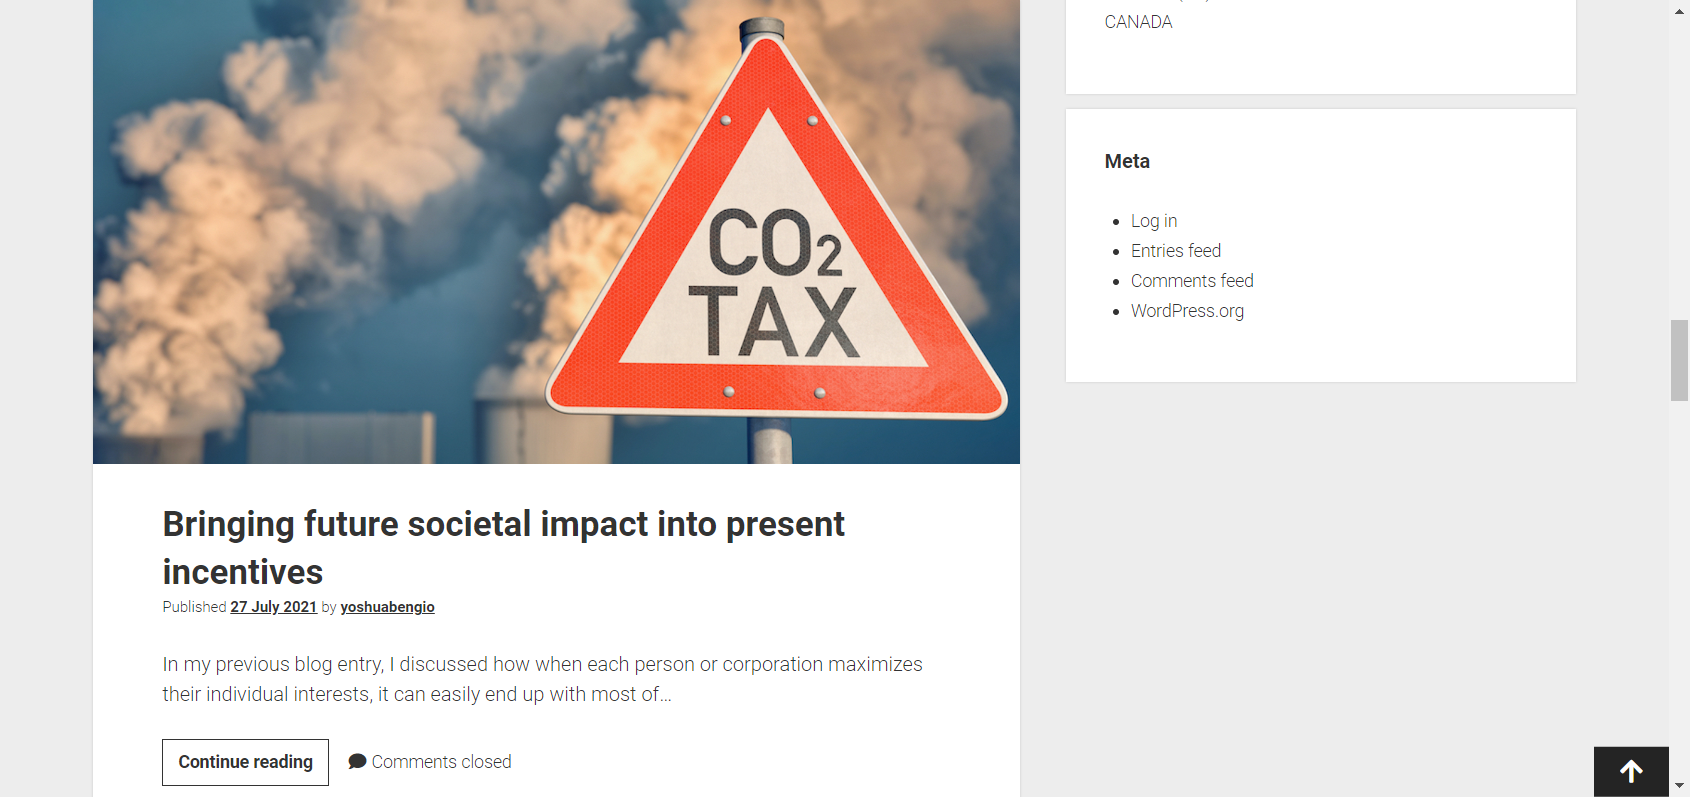 CO2
TAX
Bringing future societal impact into present
incentives
Published 27 July 2021 by yoshuabengio
In my previous blog entry, I discussed how when each person or corporation maximizes
their individual interests, it can easily end up with most of...
Continue reading
Comments closed
CANADA
Meta
Log in
Entries feed
Comments feed
WordPress.org